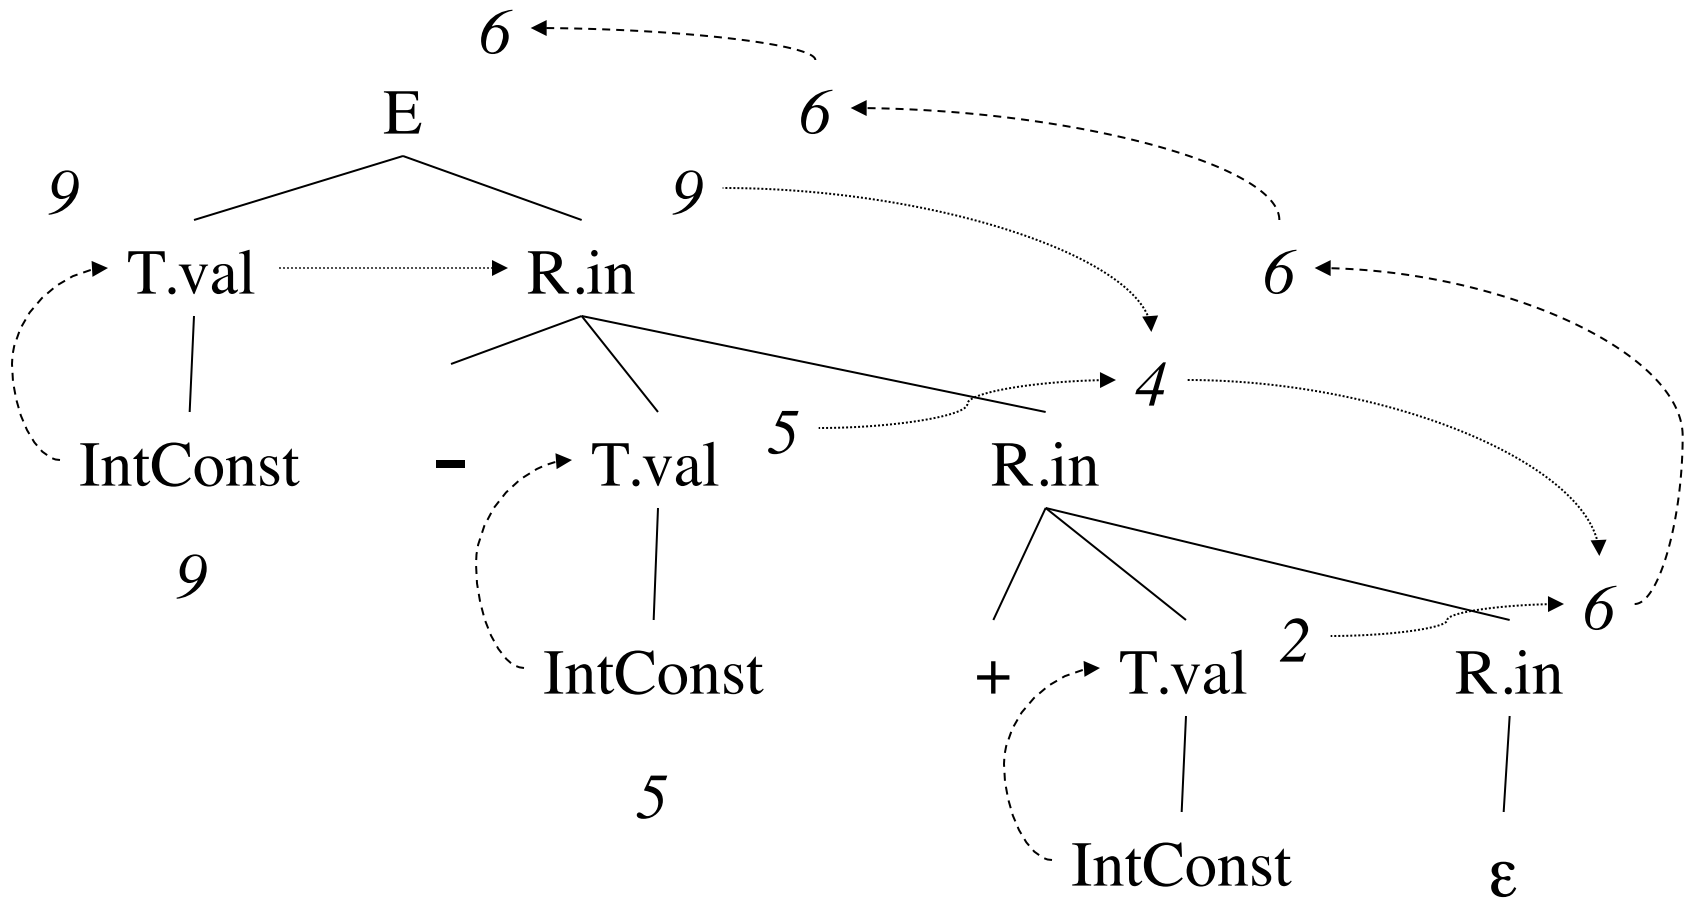 6
E 6
9 9
T.val R.in 6
4
IntConst - T.val 5 R.in
9 6
IntConst + T.val 2 R.in
5
IntConst ε